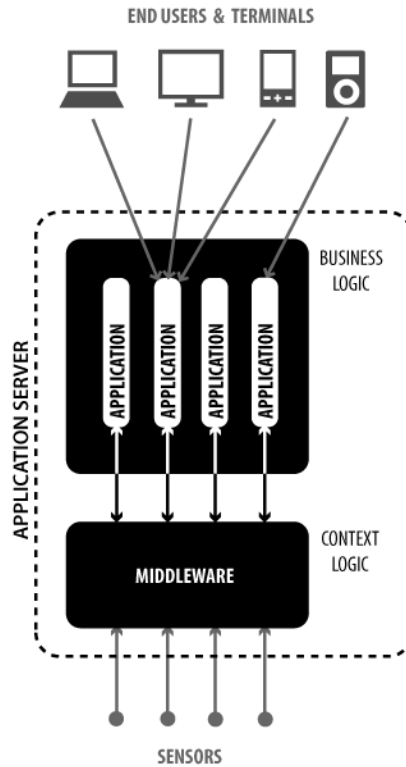 END USERS & TERMINALS
BUSINESS
LOGIC
APPLICATION
APPLICATION
APPLICATION
APPLICATION
APPLICATION SERVER
CONTEXT
LOGIC
MIDDLEWARE
SENSORS